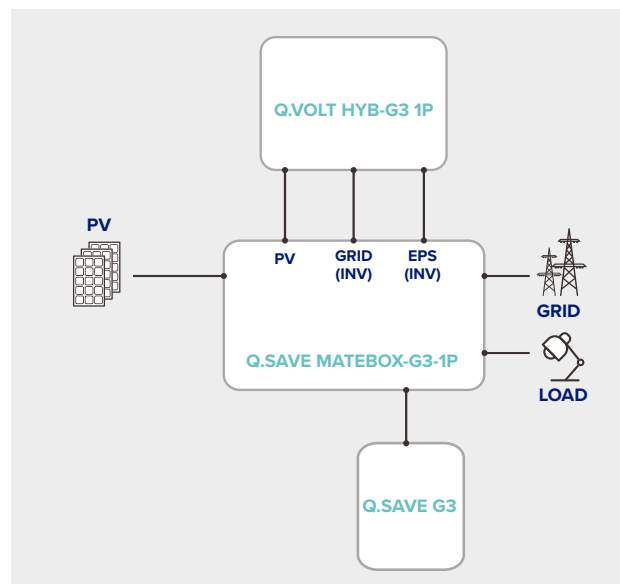 Q.VOLT HYB-G3 1P
PV
PV
GRID
(INV)
EPS
(INV)
GRID
Q.SAVE MATEBOX-G3-1P
LOAD
Q.SAVE G3